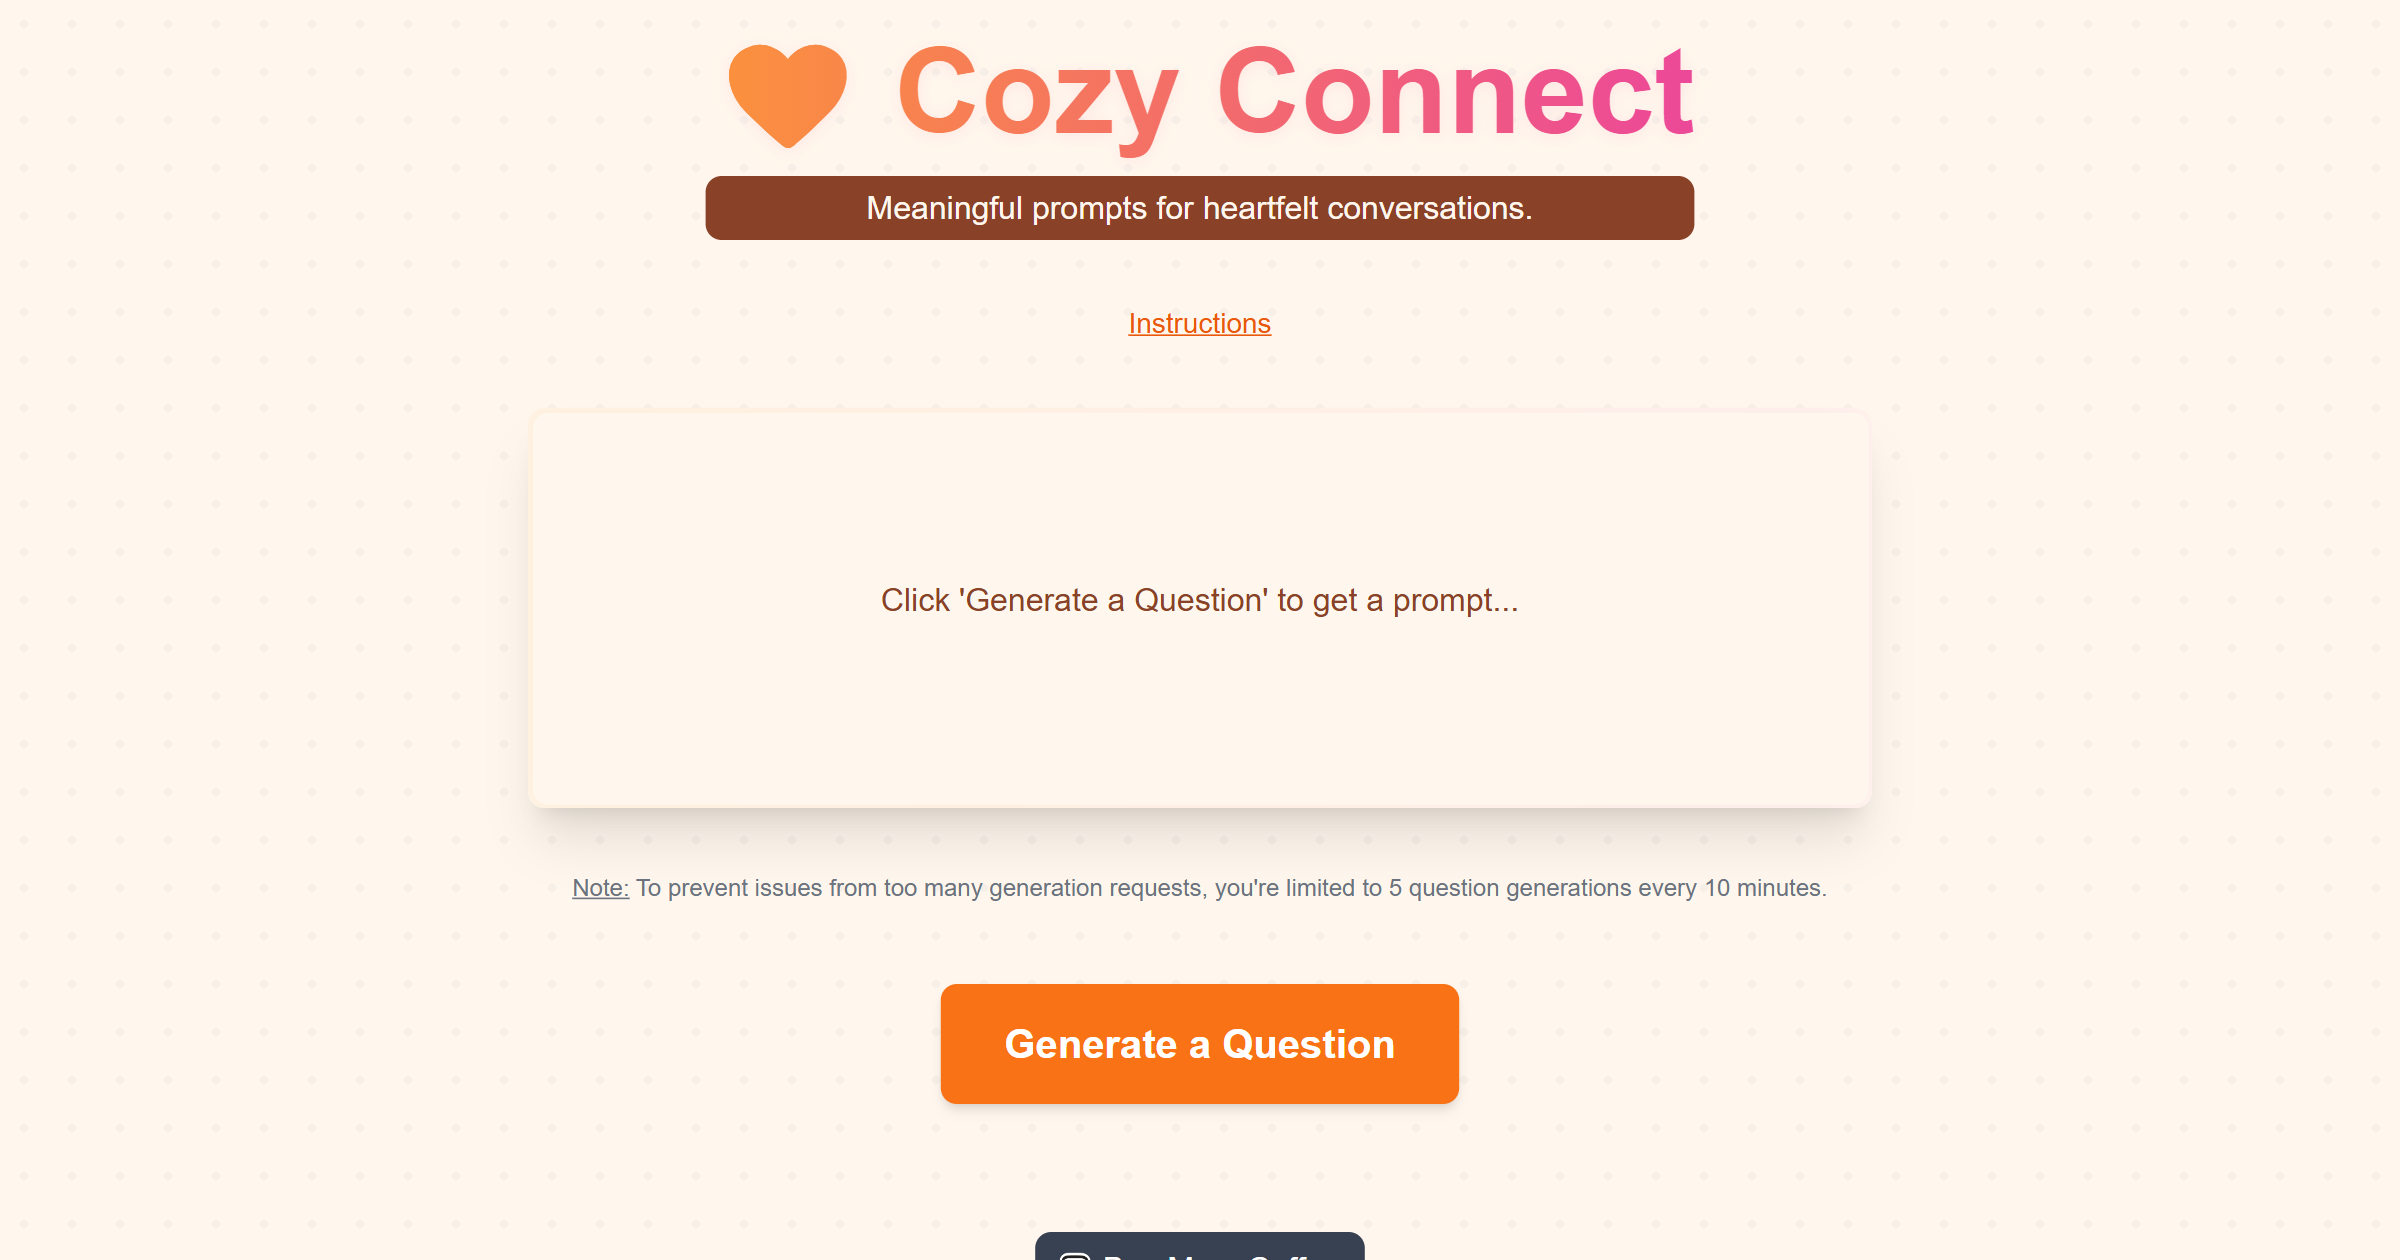 Cozy Connect
Meaningful prompts for heartfelt conversations.
Instructions
Click 'Generate a Question' to get a prompt...
Note: To prevent issues from too many generation requests, you're limited to 5 question generations every 10 minutes.
Generate a Question